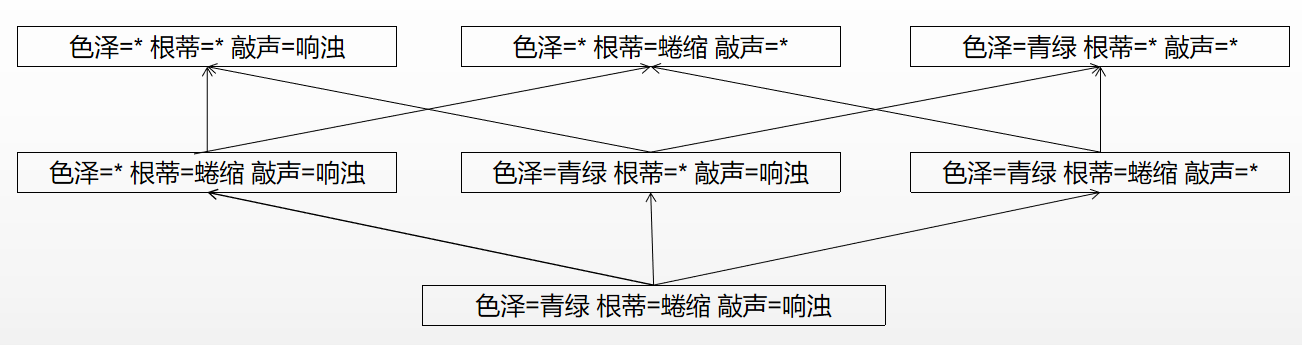 色泽=* 根蒂=* 敲声=响浊
色泽=* 根蒂=蜷缩 敲声=*
色泽=青绿 根蒂=* 敲声=*
色泽=* 根蒂=蜷缩 敲声=响浊
色泽=青绿 根蒂=* 敲声=响浊
色泽=青绿 根蒂=蜷缩 敲声=*
色泽=青绿 根蒂=蜷缩 敲声=响浊